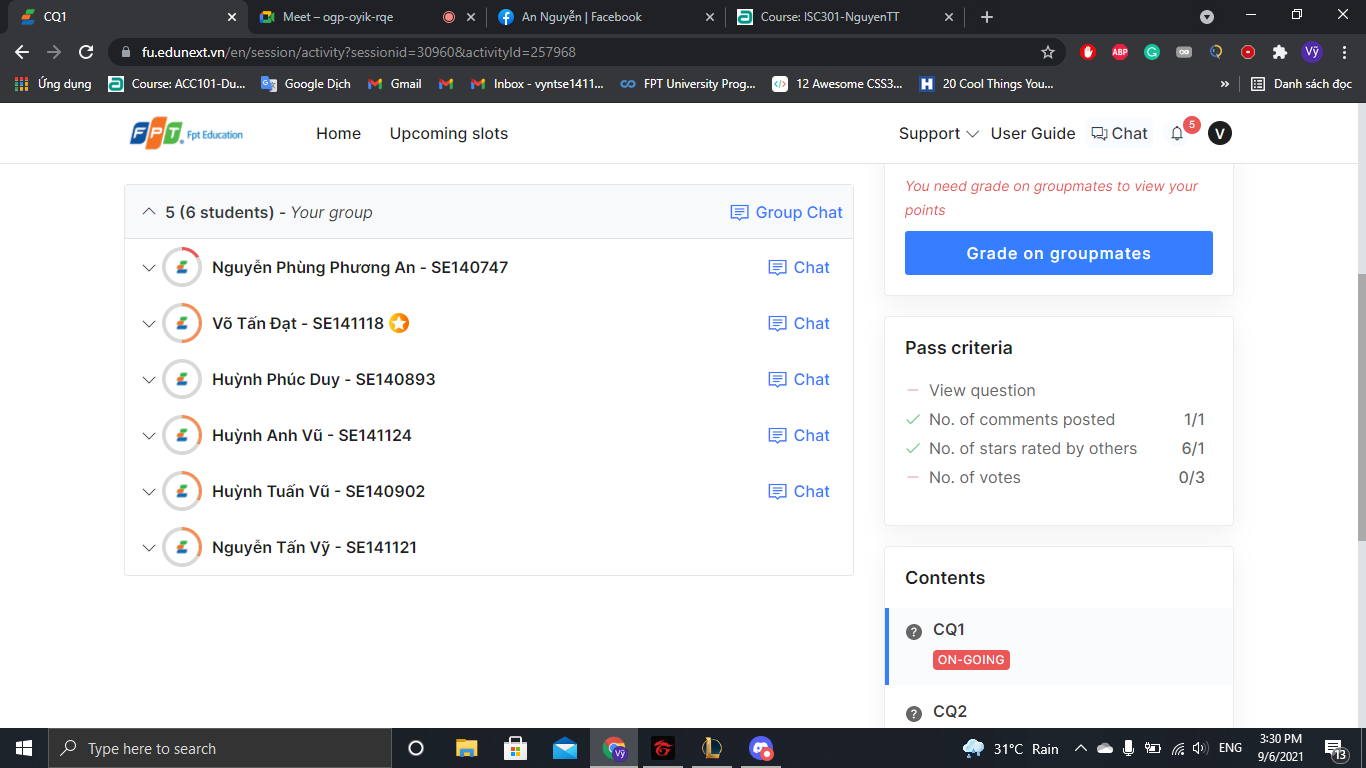 CQ1
Meet – ogp-oyik-rqe
An Nguyễn | Facebook
Course: ISC301-NguyenTT
fu.edunext.vn/en/session/activity?sessionid=30960&activityId=257968
ABP
Vỹ
Ứng dụng
Course: ACC101-Du...
Google Dịch
Gmail
Inbox - vyntse1411...
FPT University Prog...
12 Awesome CSS3...
20 Cool Things You...
»
Danh sách đọc
FPT Fpt Education
Home
Upcoming slots
Support
User Guide
Chat
5
V
5 (6 students) - Your group
Group Chat
Nguyễn Phùng Phương An - SE140747
Chat
Võ Tấn Đạt - SE141118
Chat
Huỳnh Phúc Duy - SE140893
Chat
Huỳnh Anh Vũ - SE141124
Chat
Huỳnh Tuấn Vũ - SE140902
Chat
Nguyễn Tấn Vỹ - SE141121
You need grade on groupmates to view your
points
Grade on groupmates
Pass criteria
View question
No. of comments posted 1/1
No. of stars rated by others 6/1
No. of votes 0/3
Contents
CQ1
ON-GOING
CQ2
Type here to search
Vỹ
31°C Rain
ENG
3:30 PM
9/6/2021
13